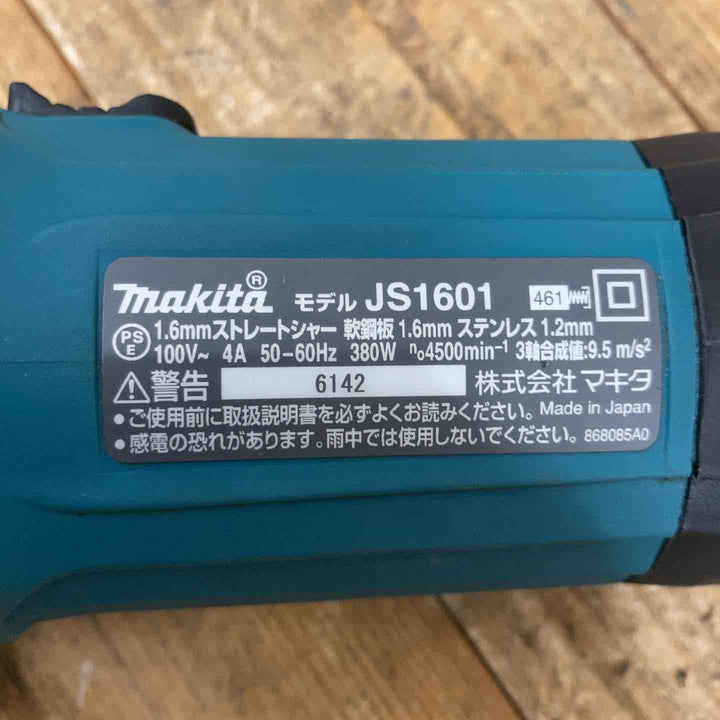 makita® モデル JS1601 461
PS E 1.6mmストレートシャー 軟鋼板 1.6mm ステンレス 1.2mm
100V~ 4A 50-60Hz 380W n₀4500min⁻¹ 3軸合成値:9.5 m/s²
⚠警告 6142 株式会社 マキタ
●ご使用前に取扱説明書を必ずよくお読みください。 Made in Japan
●感電の恐れがあります。雨中では使用しないでください。 868085A0